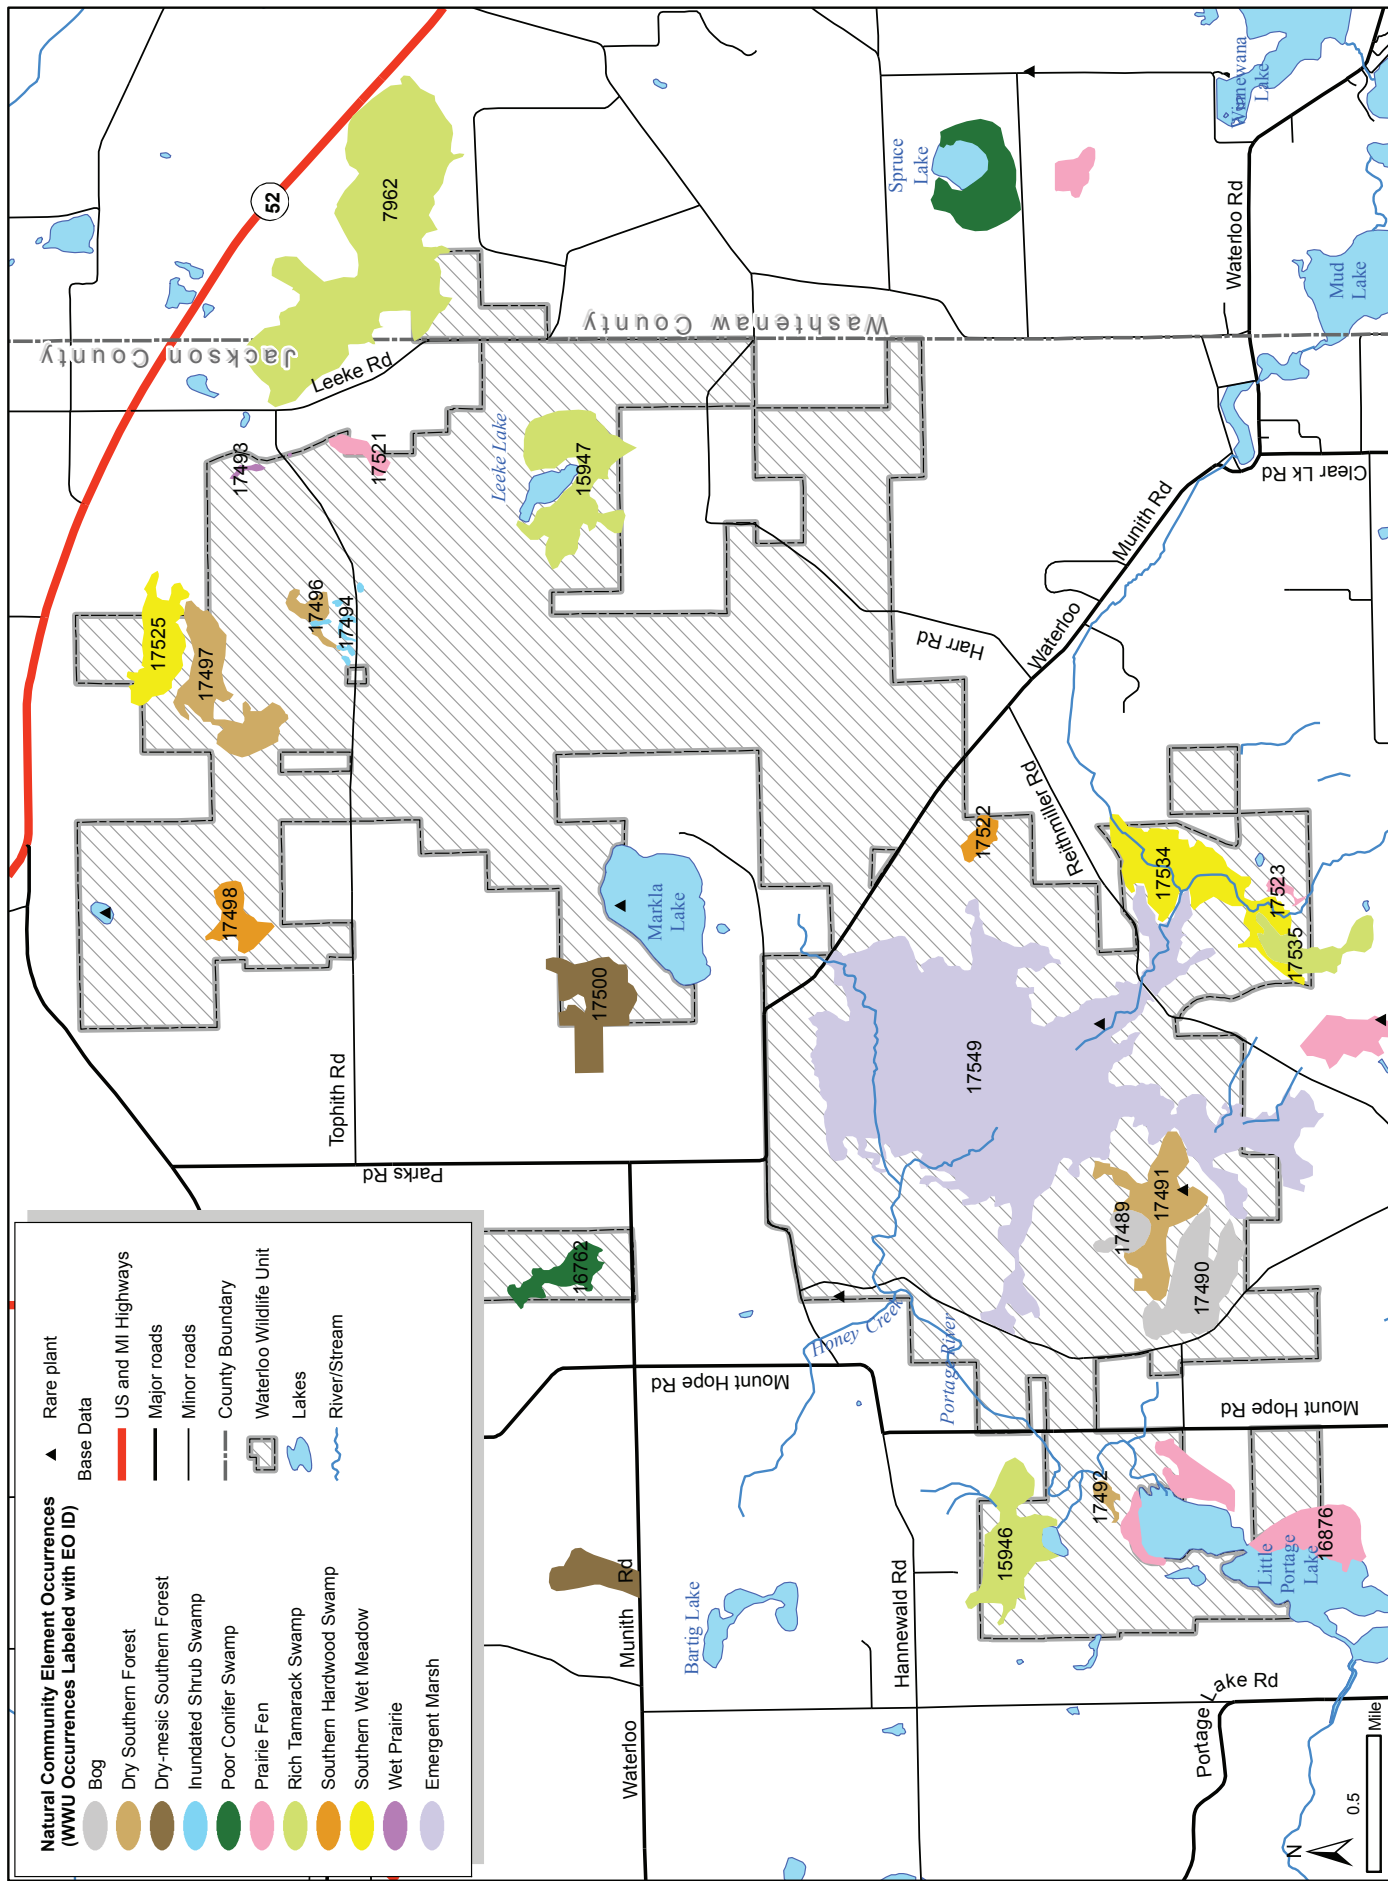 Natural Community Element Occurrences
(WWU Occurrences Labeled with EO ID)
Bog
Dry Southern Forest
Dry-mesic Southern Forest
Inundated Shrub Swamp
Poor Conifer Swamp
Prairie Fen
Rich Tamarack Swamp
Southern Hardwood Swamp
Southern Wet Meadow
Wet Prairie
Emergent Marsh
Rare plant
Base Data
US and MI Highways
Major roads
Minor roads
County Boundary
Waterloo Wildlife Unit
Lakes
River/Stream
52
Jackson County
Washtenaw County
7962
Leeke Rd
17493
17521
17525
17497
17496
17494
17498
Leeke Lake
15947
Tophith Rd
Parks Rd
17500
Markla
Lake
16762
Spruce
Lake
Winnewana
Lake
Waterloo Rd
Mud
Lake
Clear Lk Rd
Munith Rd
Waterloo
Harr Rd
Reithmiller Rd
17522
17534
17523
17535
17549
17491
17489
17490
Honey Creek
Portage River
Mount Hope Rd
Mount Hope Rd
Waterloo
Munith
Rd
Bartig Lake
Hannewald Rd
15946
17492
16876
Little
Portage
Lake
Portage Lake Rd
N
0.5
Mile